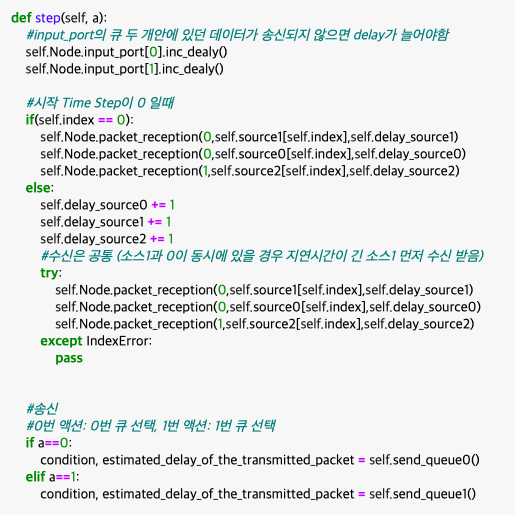 def step(self, a):
    #input_port의 큐 두 개안에 있던 데이터가 송신되지 않으면 delay가 늘어야함
    self.Node.input_port[0].inc_dealy()
    self.Node.input_port[1].inc_dealy()
    #시작 Time Step이 0 일때
    if(self.index == 0):
        self.Node.packet_reception(0,self.source1[self.index],self.delay_source1)
        self.Node.packet_reception(0,self.source0[self.index],self.delay_source0)
        self.Node.packet_reception(1,self.source2[self.index],self.delay_source2)
    else:
        self.delay_source0 += 1
        self.delay_source1 += 1
        self.delay_source2 += 1
        #수신은 공통 (소스1과 0이 동시에 있을 경우 지연시간이 긴 소스1 먼저 수신 받음)
        try:
            self.Node.packet_reception(0,self.source1[self.index],self.delay_source1)
            self.Node.packet_reception(0,self.source0[self.index],self.delay_source0)
            self.Node.packet_reception(1,self.source2[self.index],self.delay_source2)
        except IndexError:
            pass
    #송신
    #0번 액션: 0번 큐 선택, 1번 액션: 1번 큐 선택
    if a==0:
        condition, estimated_delay_of_the_transmitted_packet = self.send_queue0()
    elif a==1:
        condition, estimated_delay_of_the_transmitted_packet = self.send_queue1()